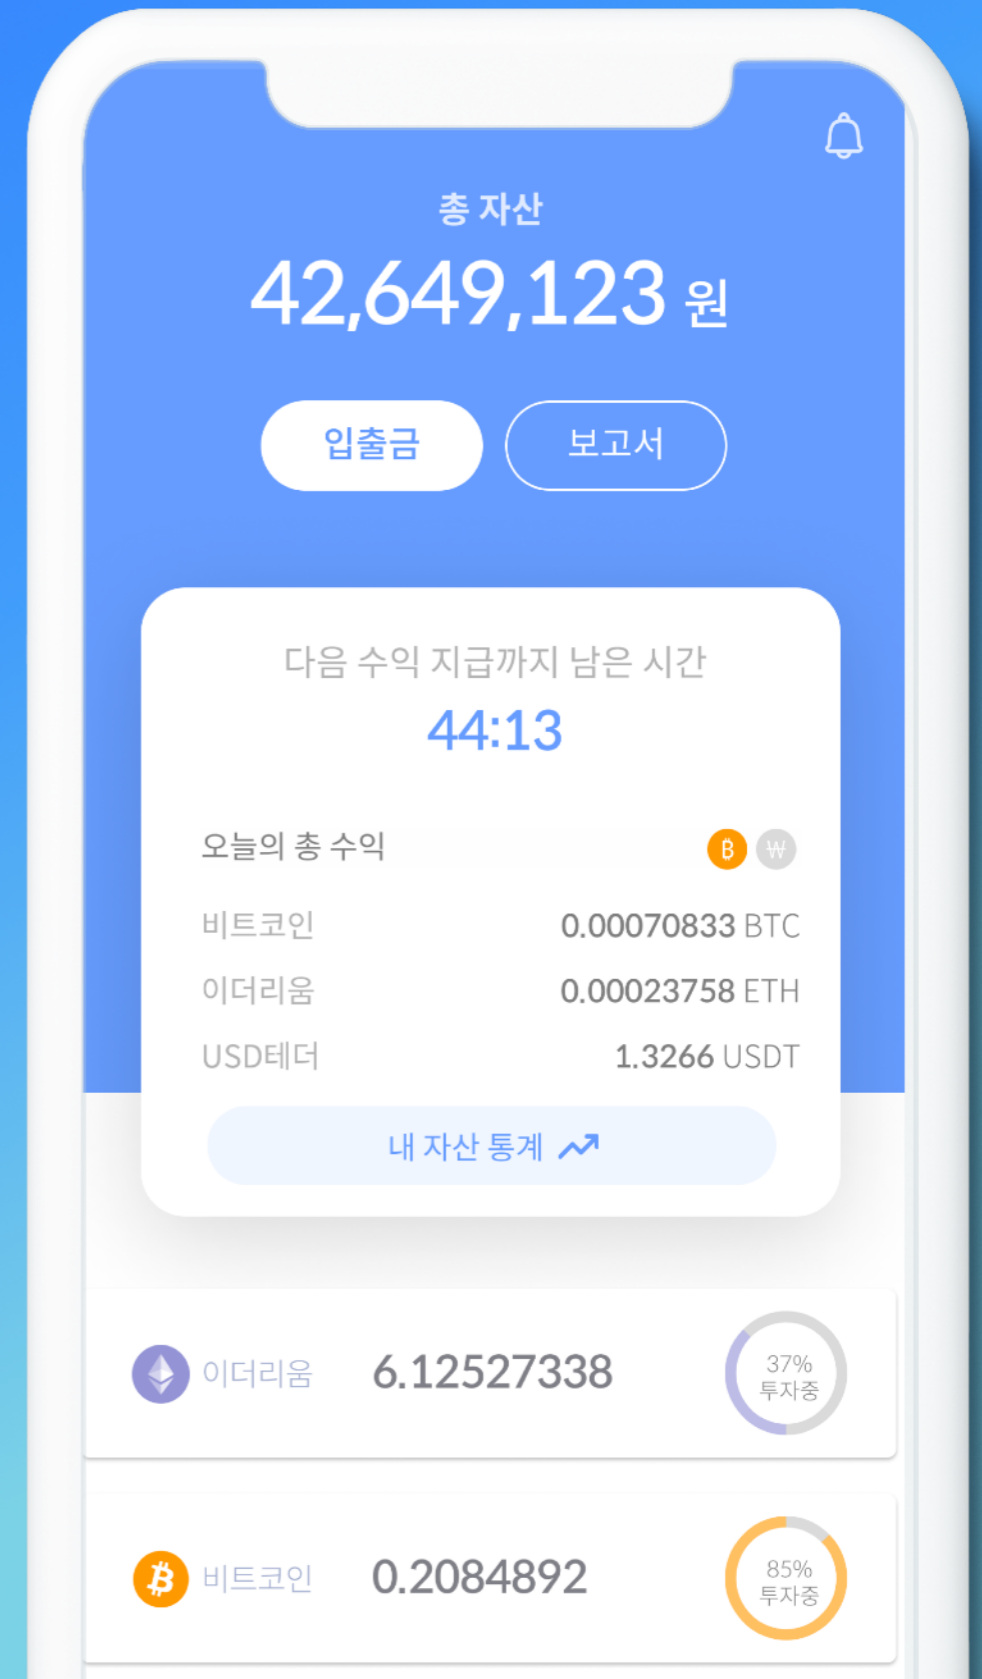 총 자산
42,649,123 원
입출금 보고서
다음 수익 지급까지 남은 시간
44:13
오늘의 총 수익 ₿ ₩
비트코인 0.00070833 BTC
이더리움 0.00023758 ETH
USD테더 1.3266 USDT
내 자산 통계
이더리움 6.12527338 37% 투자중
비트코인 0.2084892 85% 투자중